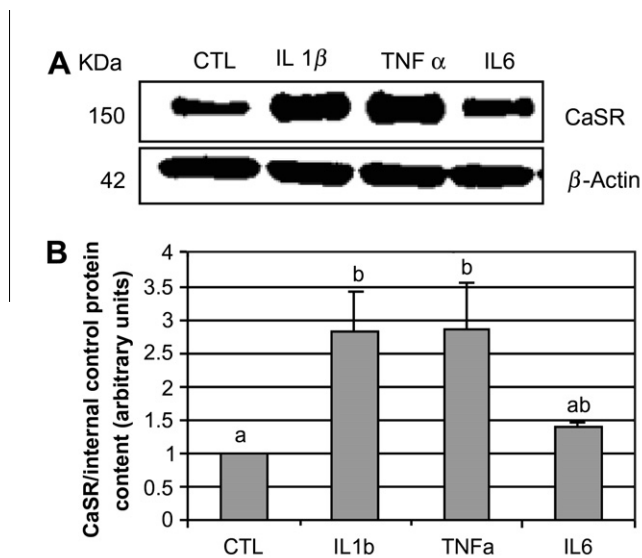 A KDa CTL IL 1β TNF α IL6
150 CaSR
42 β-Actin
B
CaSR/internal control protein
content (arbitrary units)
4
3.5
3
2.5
2
1.5
1
0.5
0
a
b
b
ab
CTL IL1b TNFa IL6